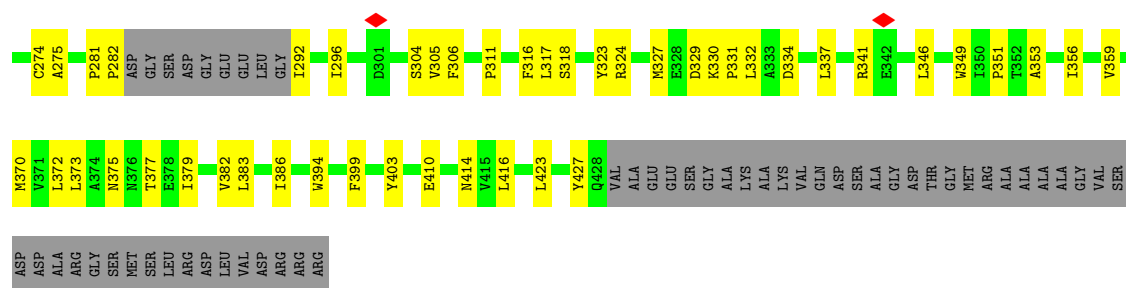 C274 A275 P281 P282 ASP GLY SER ASP GLY GLU GLU LEU GLY I292 I296 D301 S304 V305 F306 P311 F316 L317 S318 Y323 R324 M327 E328 D329 K330 P331 L332 A333 D334 L337 R341 E342 L346 W349 I350 P351 T352 A353 I356 V359
M370 V371 L372 L373 A374 N375 N376 T377 E378 I379 V382 L383 I386 W394 F399 Y403 E410 N414 V415 L416 L423 Y427 Q428 VAL ALA GLU GLU SER GLY ALA LYS ALA LYS VAL GLN ASP SER ALA GLY ASP THR GLY MET ARG ALA ALA ALA ALA GLY VAL SER
ASP ASP ALA ARG GLY SER MET SER LEU ARG ASP LEU VAL ASP ARG ARG ARG